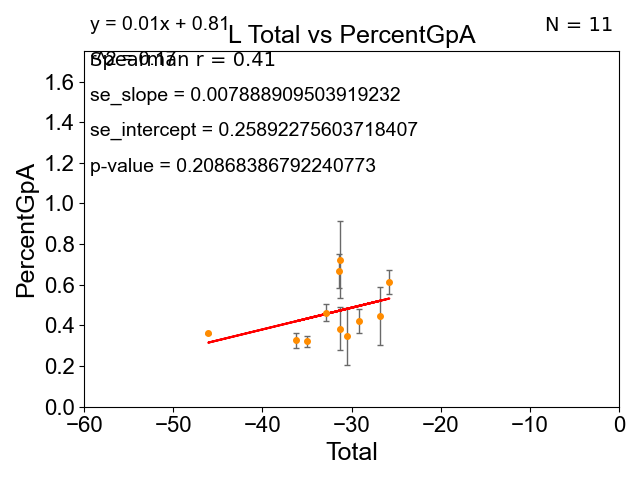 y = 0.01x + 0.81
N = 11
L Total vs PercentGpA
Spearman r = 0.41
se_slope = 0.007888909503919232
se_intercept = 0.25892275603718407
p-value = 0.20868386792240773
PercentGpA
1.6
1.4
1.2
1.0
0.8
0.6
0.4
0.2
0.0
−60
−50
−40
−30
−20
−10
0
Total